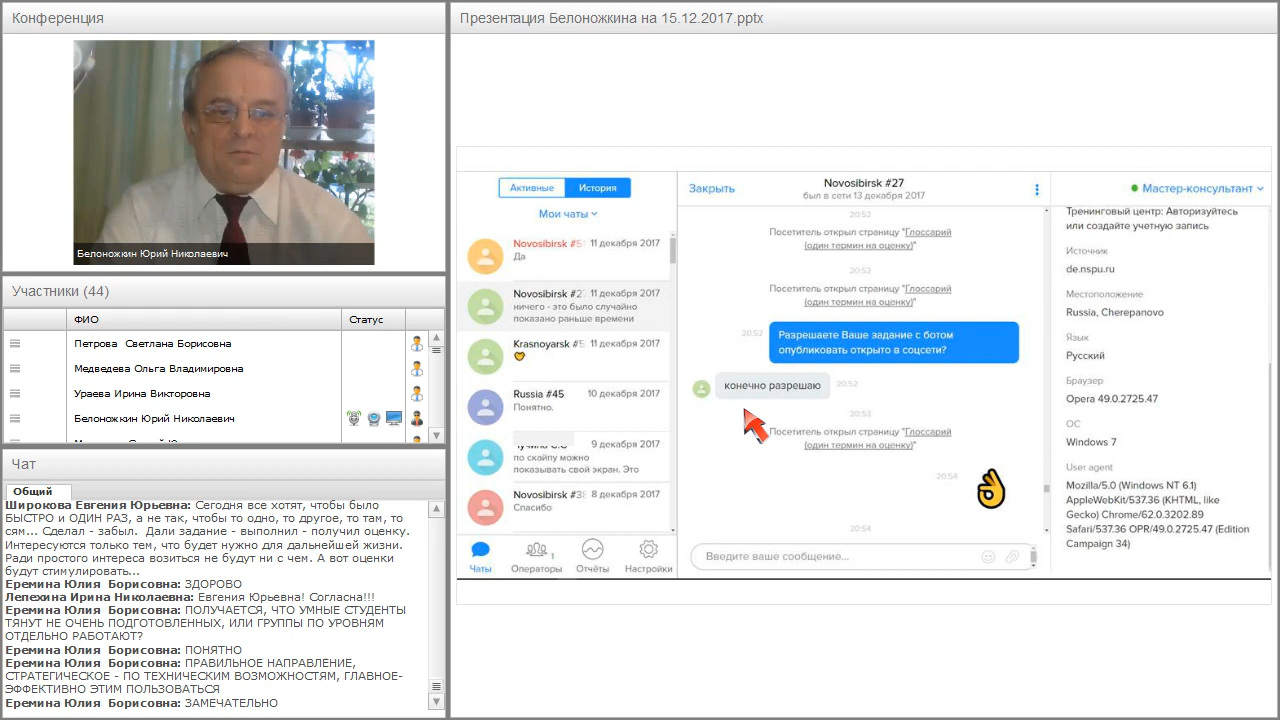 Конференция
Белоножкин Юрий Николаевич
Участники (44)
ФИО
Статус
Петрова Светлана Борисовна
Медведева Ольга Владимировна
Ураева Ирина Викторовна
Белоножкин Юрий Николаевич
Чат
Общий
Широкова Евгения Юрьевна: Сегодня все хотят, чтобы было
БЫСТРО и ОДИН РАЗ, а не так, чтобы то одно, то другое, то там, то
сям... Сделал - забыл. Дали задание - выполнил - получил оценку.
Интересуются только тем, что будет нужно для дальнейшей жизни.
Ради простого интереса возиться не будут ни с чем. А вот оценки
будут стимулировать...
Еремина Юлия Борисовна: ЗДОРОВО
Лепехина Ирина Николаевна: Евгения Юрьевна! Согласна!!!
Еремина Юлия Борисовна: ПОЛУЧАЕТСЯ, ЧТО УМНЫЕ СТУДЕНТЫ
ТЯНУТ НЕ ОЧЕНЬ ПОДГОТОВЛЕННЫХ, ИЛИ ГРУППЫ ПО УРОВНЯМ
ОТДЕЛЬНО РАБОТАЮТ?
Еремина Юлия Борисовна: ПОНЯТНО
Еремина Юлия Борисовна: ПРАВИЛЬНОЕ НАПРАВЛЕНИЕ,
СТРАТЕГИЧЕСКОЕ - ПО ТЕХНИЧЕСКИМ ВОЗМОЖНОСТЯМ, ГЛАВНОЕ-
ЭФФЕКТИВНО ЭТИМ ПОЛЬЗОВАТЬСЯ
Еремина Юлия Борисовна: ЗАМЕЧАТЕЛЬНО
Презентация Белоножкина на 15.12.2017.pptx
Активные
История
Мои чаты
Novosibirsk #5 11 декабря 2017
Да
Novosibirsk #2 11 декабря 2017
ничего - это было случайно
показано раньше времени
Krasnoyarsk #5 11 декабря 2017
Russia #45 10 декабря 2017
Понятно.
9 декабря 2017
по скайпу можно
показывать свой экран. Это
Novosibirsk #3 8 декабря 2017
Спасибо
Чаты
Операторы
1
Отчёты
Настройки
Закрыть
Novosibirsk #27
был в сети 13 декабря 2017
20:52
Посетитель открыл страницу "Глоссарий
(один термин на оценку)"
20:52
Посетитель открыл страницу "Глоссарий
(один термин на оценку)"
20:52
Разрешаете Ваше задание с ботом
опубликовать открыто в соцсети?
конечно разрешаю
20:52
20:53
Посетитель открыл страницу "Глоссарий
(один термин на оценку)"
20:54
20:54
Введите ваше сообщение...
Мастер-консультант
Тренинговый центр: Авторизуйтесь
или создайте учетную запись
Источник
de.nspu.ru
Местоположение
Russia, Cherepanovo
Язык
Русский
Браузер
Opera 49.0.2725.47
ОС
Windows 7
User agent
Mozilla/5.0 (Windows NT 6.1)
AppleWebKit/537.36 (KHTML, like
Gecko) Chrome/62.0.3202.89
Safari/537.36 OPR/49.0.2725.47 (Edition
Campaign 34)